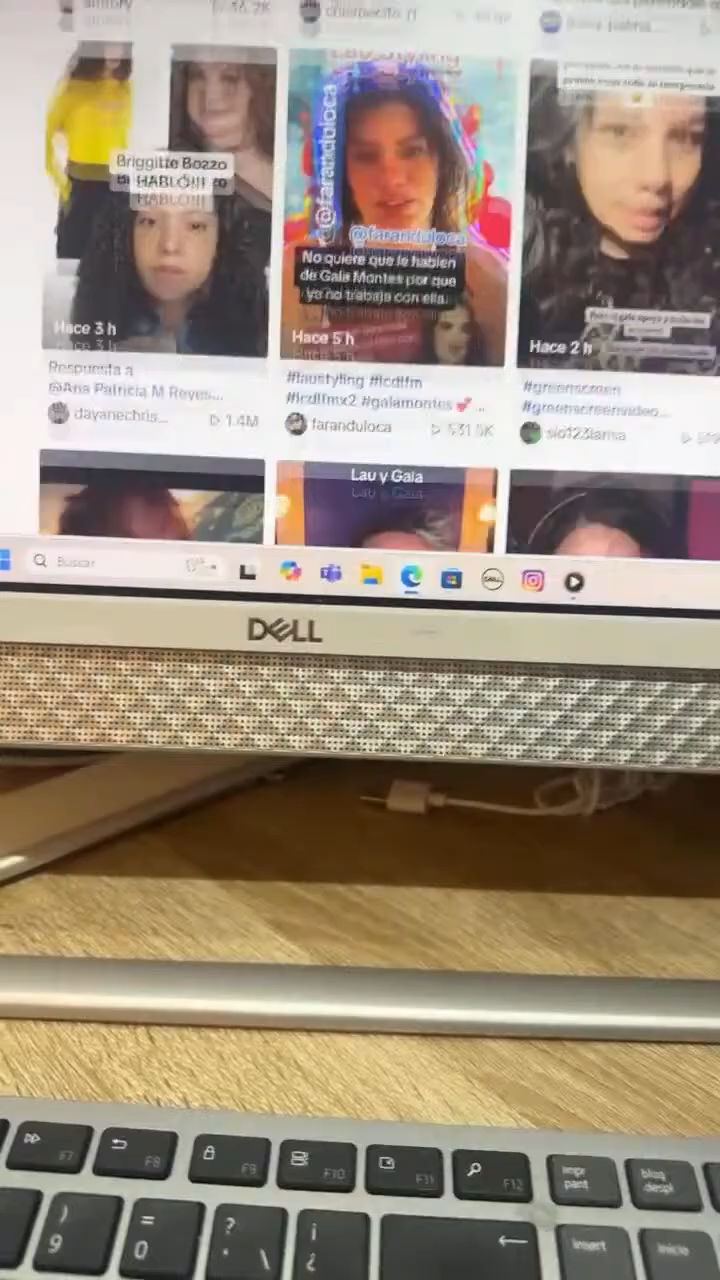 Briggitte Bozzo
HABLÓ!!!
Hace 3 h
Respuesta a
@Ana Patricia M Reyes...
dayanechris...
1.4M
@faranduloca
@faranduloca
No quiere que le hablen
de Gala Montes por que
ya no trabaja con ella.
Hace 5 h
#laustyling #lcdlfm
#lcdlfmx2 #galamontes
faranduloca
531.5K
Hace 2 h
#greenscreen
#greenscreenvideo...
Lau y Gala
Buscar
DELL
F7
F8
F9
F10
F11
F12
impr
pant
bloq
despl
)
9
=
0
?
'
\
¡
¿
insert
inicio